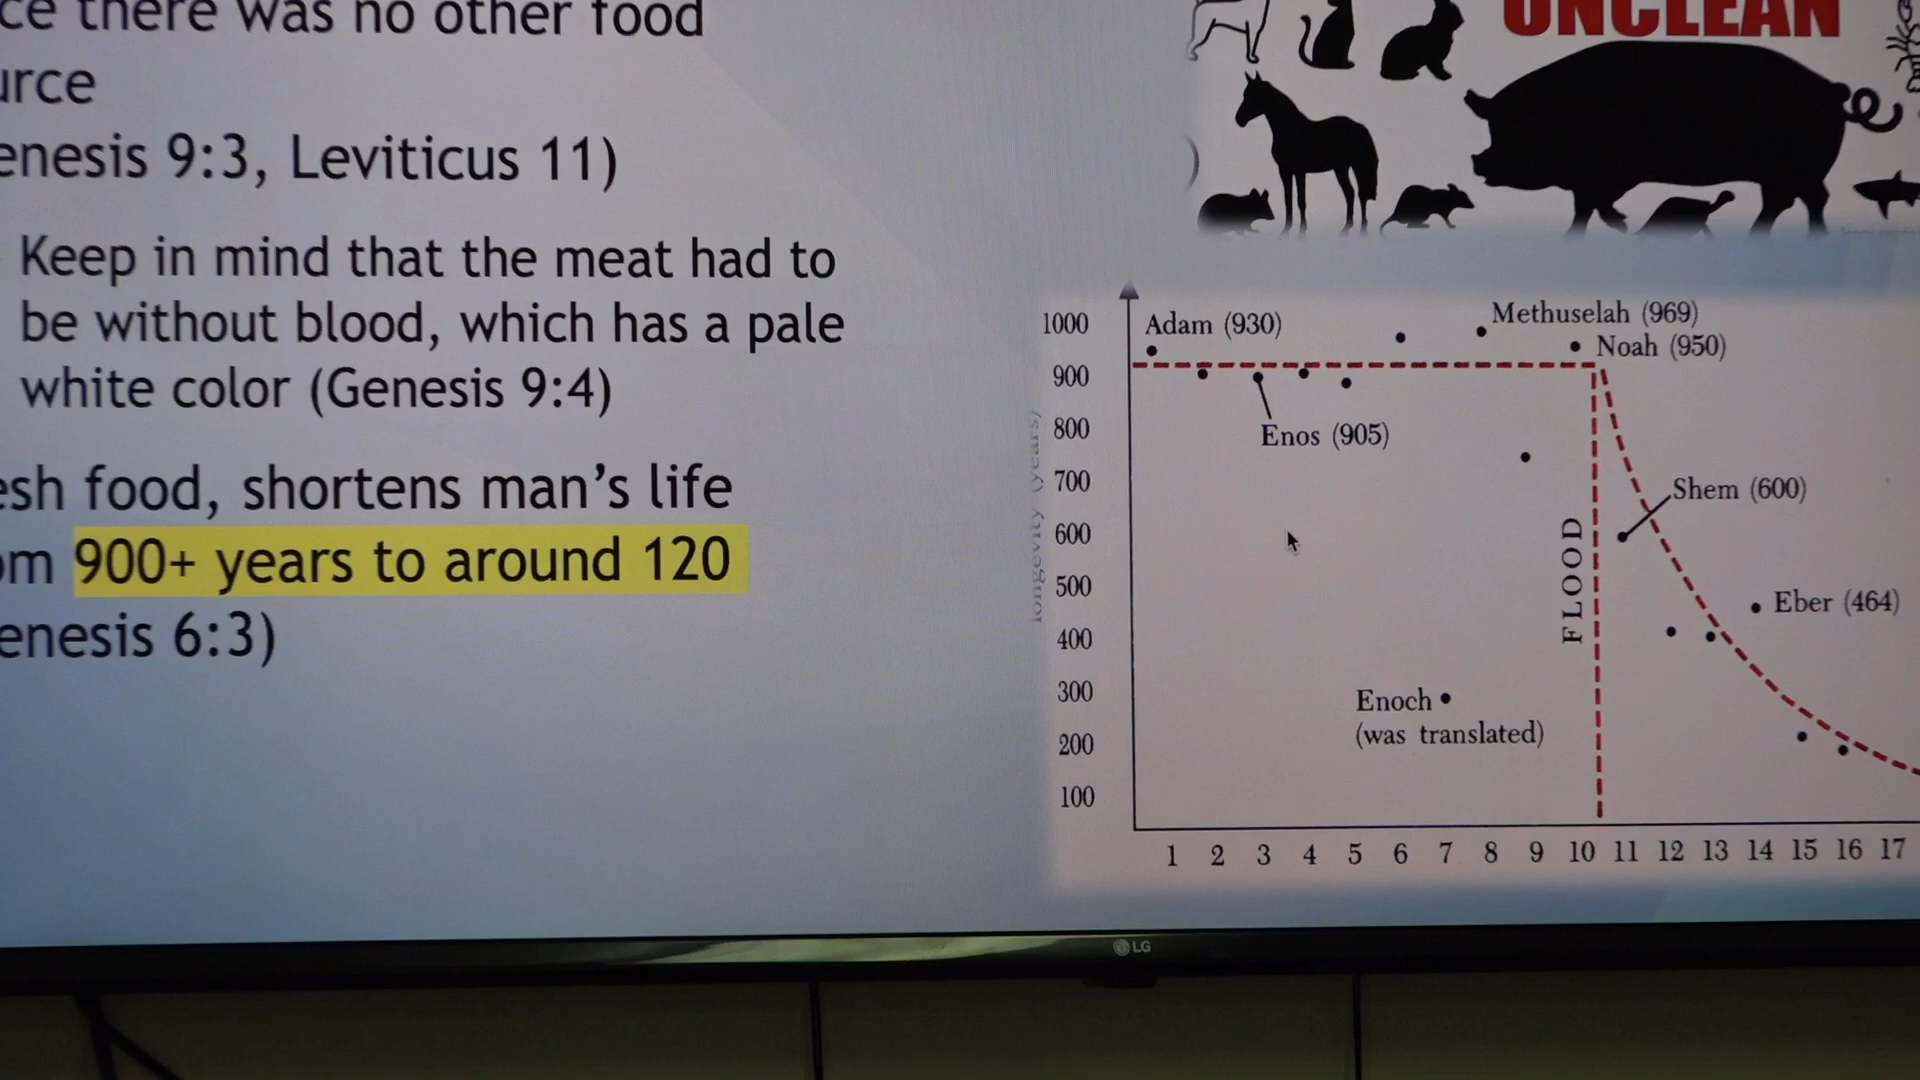 ce there was no other food
urce
enesis 9:3, Leviticus 11)
Keep in mind that the meat had to
be without blood, which has a pale
white color (Genesis 9:4)
esh food, shortens man's life
om 900+ years to around 120
enesis 6:3)
UNCLEAN
longevity (years)
1000
900
800
700
600
500
400
300
200
100
Adam (930)
Methuselah (969)
Noah (950)
Enos (905)
Shem (600)
FLOOD
Eber (464)
Enoch
(was translated)
1 2 3 4 5 6 7 8 9 10 11 12 13 14 15 16 17
LG